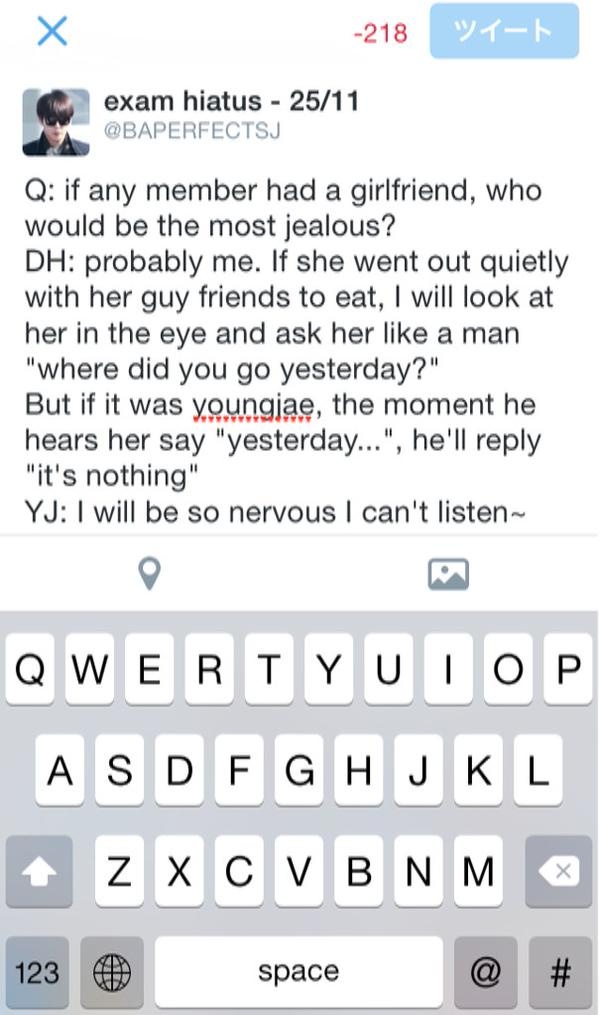 -218 ツイート
exam hiatus - 25/11
@BAPERFECTSJ
Q: if any member had a girlfriend, who
would be the most jealous?
DH: probably me. If she went out quietly
with her guy friends to eat, I will look at
her in the eye and ask her like a man
"where did you go yesterday?"
But if it was youngjae, the moment he
hears her say "yesterday...", he'll reply
"it's nothing"
YJ: I will be so nervous I can't listen~
Q W E R T Y U I O P
A S D F G H J K L
Z X C V B N M
123 space @ #